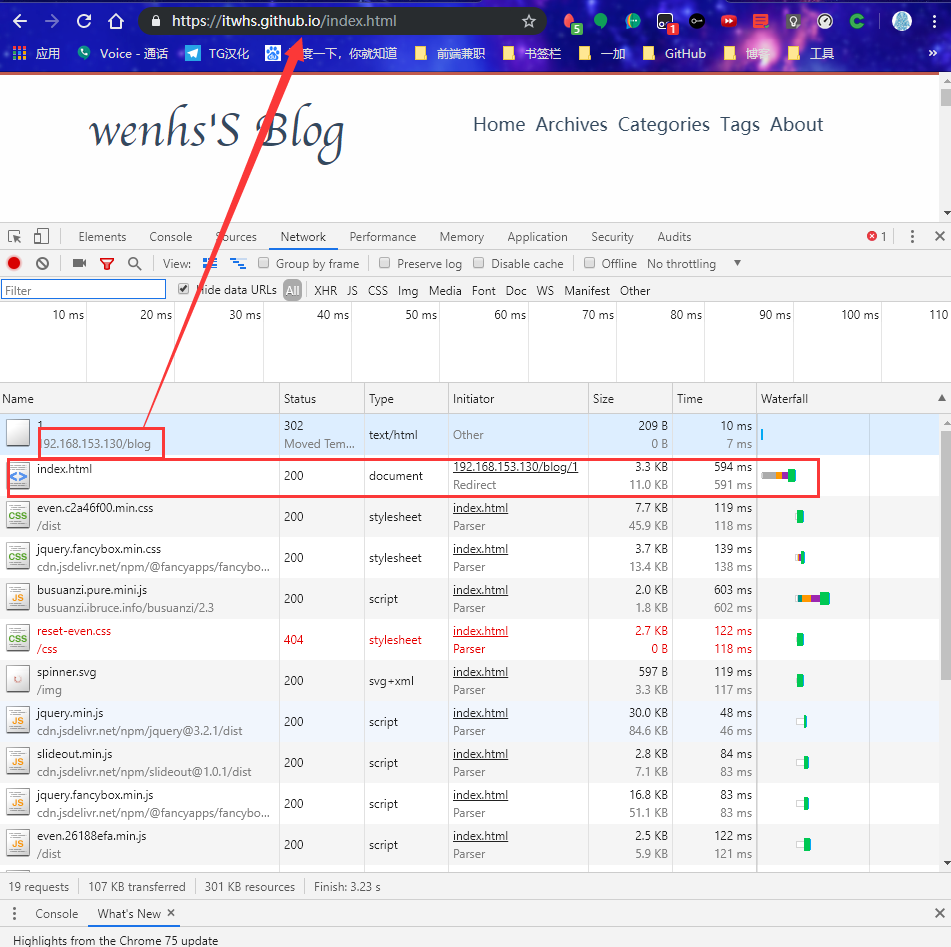 https://itwhs.github.io/index.html
5
1
应用 Voice - 通话 TG汉化 度一下,你就知道 前端兼职 书签栏 一加 GitHub 博客 工具 »
wenhs'S Blog
Home Archives Categories Tags About
Elements Console Sources Network Performance Memory Application Security Audits 1
View: Group by frame Preserve log Disable cache Offline No throttling
Filter Hide data URLs All XHR JS CSS Img Media Font Doc WS Manifest Other
10 ms 20 ms 30 ms 40 ms 50 ms 60 ms 70 ms 80 ms 90 ms 100 ms 110
Name Status Type Initiator Size Time Waterfall
1 302 text/html Other 209 B 10 ms
192.168.153.130/blog Moved Tem... 0 B 7 ms
index.html 200 document 192.168.153.130/blog/1 3.3 KB 594 ms
Redirect 11.0 KB 591 ms
even.c2a46f00.min.css 200 stylesheet index.html 7.7 KB 119 ms
/dist Parser 45.9 KB 118 ms
jquery.fancybox.min.css 200 stylesheet index.html 3.7 KB 139 ms
cdn.jsdelivr.net/npm/@fancyapps/fancybo... Parser 13.4 KB 138 ms
busuanzi.pure.mini.js 200 script index.html 2.0 KB 603 ms
busuanzi.ibruce.info/busuanzi/2.3 Parser 1.8 KB 602 ms
reset-even.css 404 stylesheet index.html 2.7 KB 122 ms
/css Parser 0 B 118 ms
spinner.svg 200 svg+xml index.html 597 B 119 ms
/img Parser 3.3 KB 117 ms
jquery.min.js 200 script index.html 30.0 KB 48 ms
cdn.jsdelivr.net/npm/jquery@3.2.1/dist Parser 84.6 KB 46 ms
slideout.min.js 200 script index.html 2.8 KB 84 ms
cdn.jsdelivr.net/npm/slideout@1.0.1/dist Parser 7.1 KB 83 ms
jquery.fancybox.min.js 200 script index.html 16.8 KB 83 ms
cdn.jsdelivr.net/npm/@fancyapps/fancybo... Parser 51.1 KB 83 ms
even.26188efa.min.js 200 script index.html 2.5 KB 122 ms
/dist Parser 5.9 KB 121 ms
19 requests 107 KB transferred 301 KB resources Finish: 3.23 s
Console What's New ×
Highlights from the Chrome 75 update